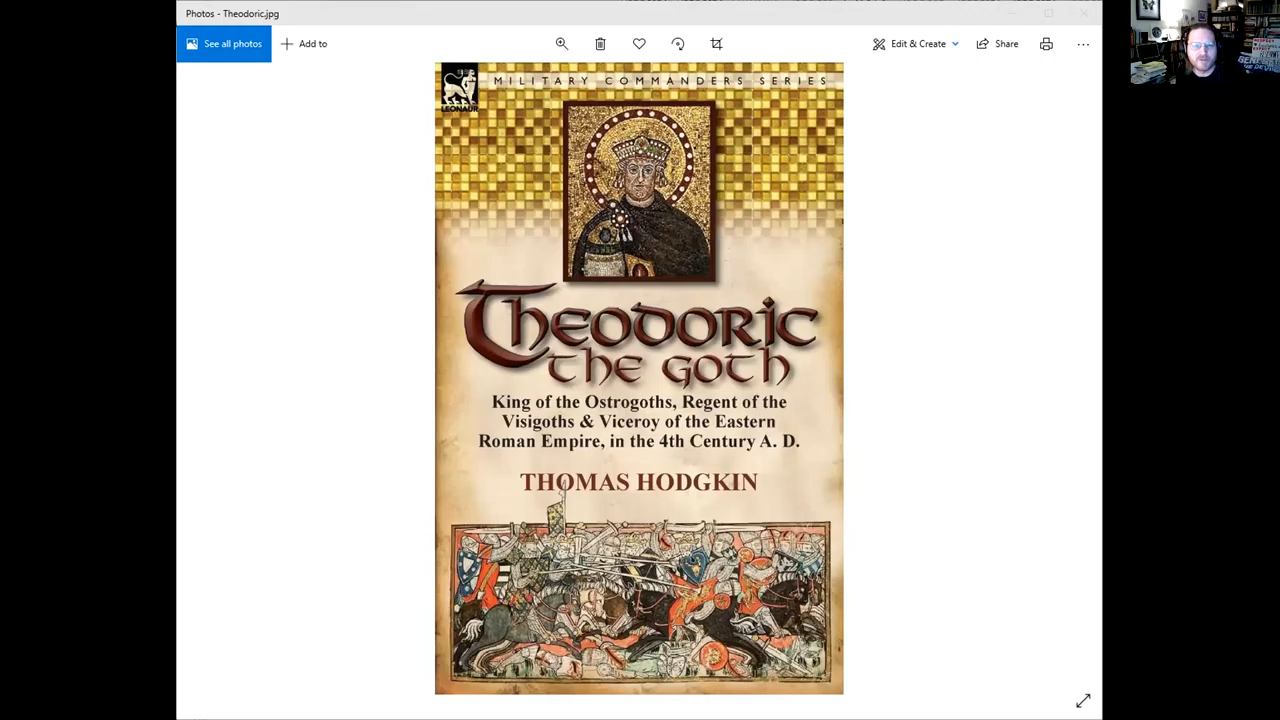 Photos - Theodoric.jpg
See all photos
Add to
Edit & Create
Share
MILITARY COMMANDERS SERIES
LEONAUR
THEODORIC
THE GOTH
King of the Ostrogoths, Regent of the
Visigoths & Viceroy of the Eastern
Roman Empire, in the 4th Century A. D.
THOMAS HODGKIN